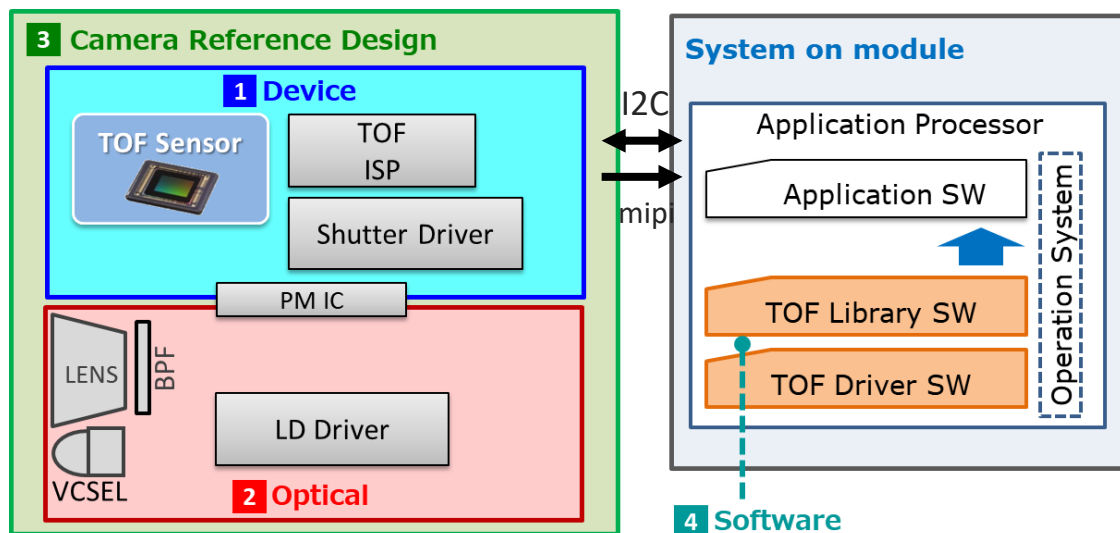 3 Camera Reference Design
1 Device
TOF Sensor
TOF
ISP
Shutter Driver
PM IC
LENS
BPF
VCSEL
LD Driver
2 Optical
I2C
mipi
System on module
Application Processor
Application SW
TOF Library SW
TOF Driver SW
Operation System
4 Software